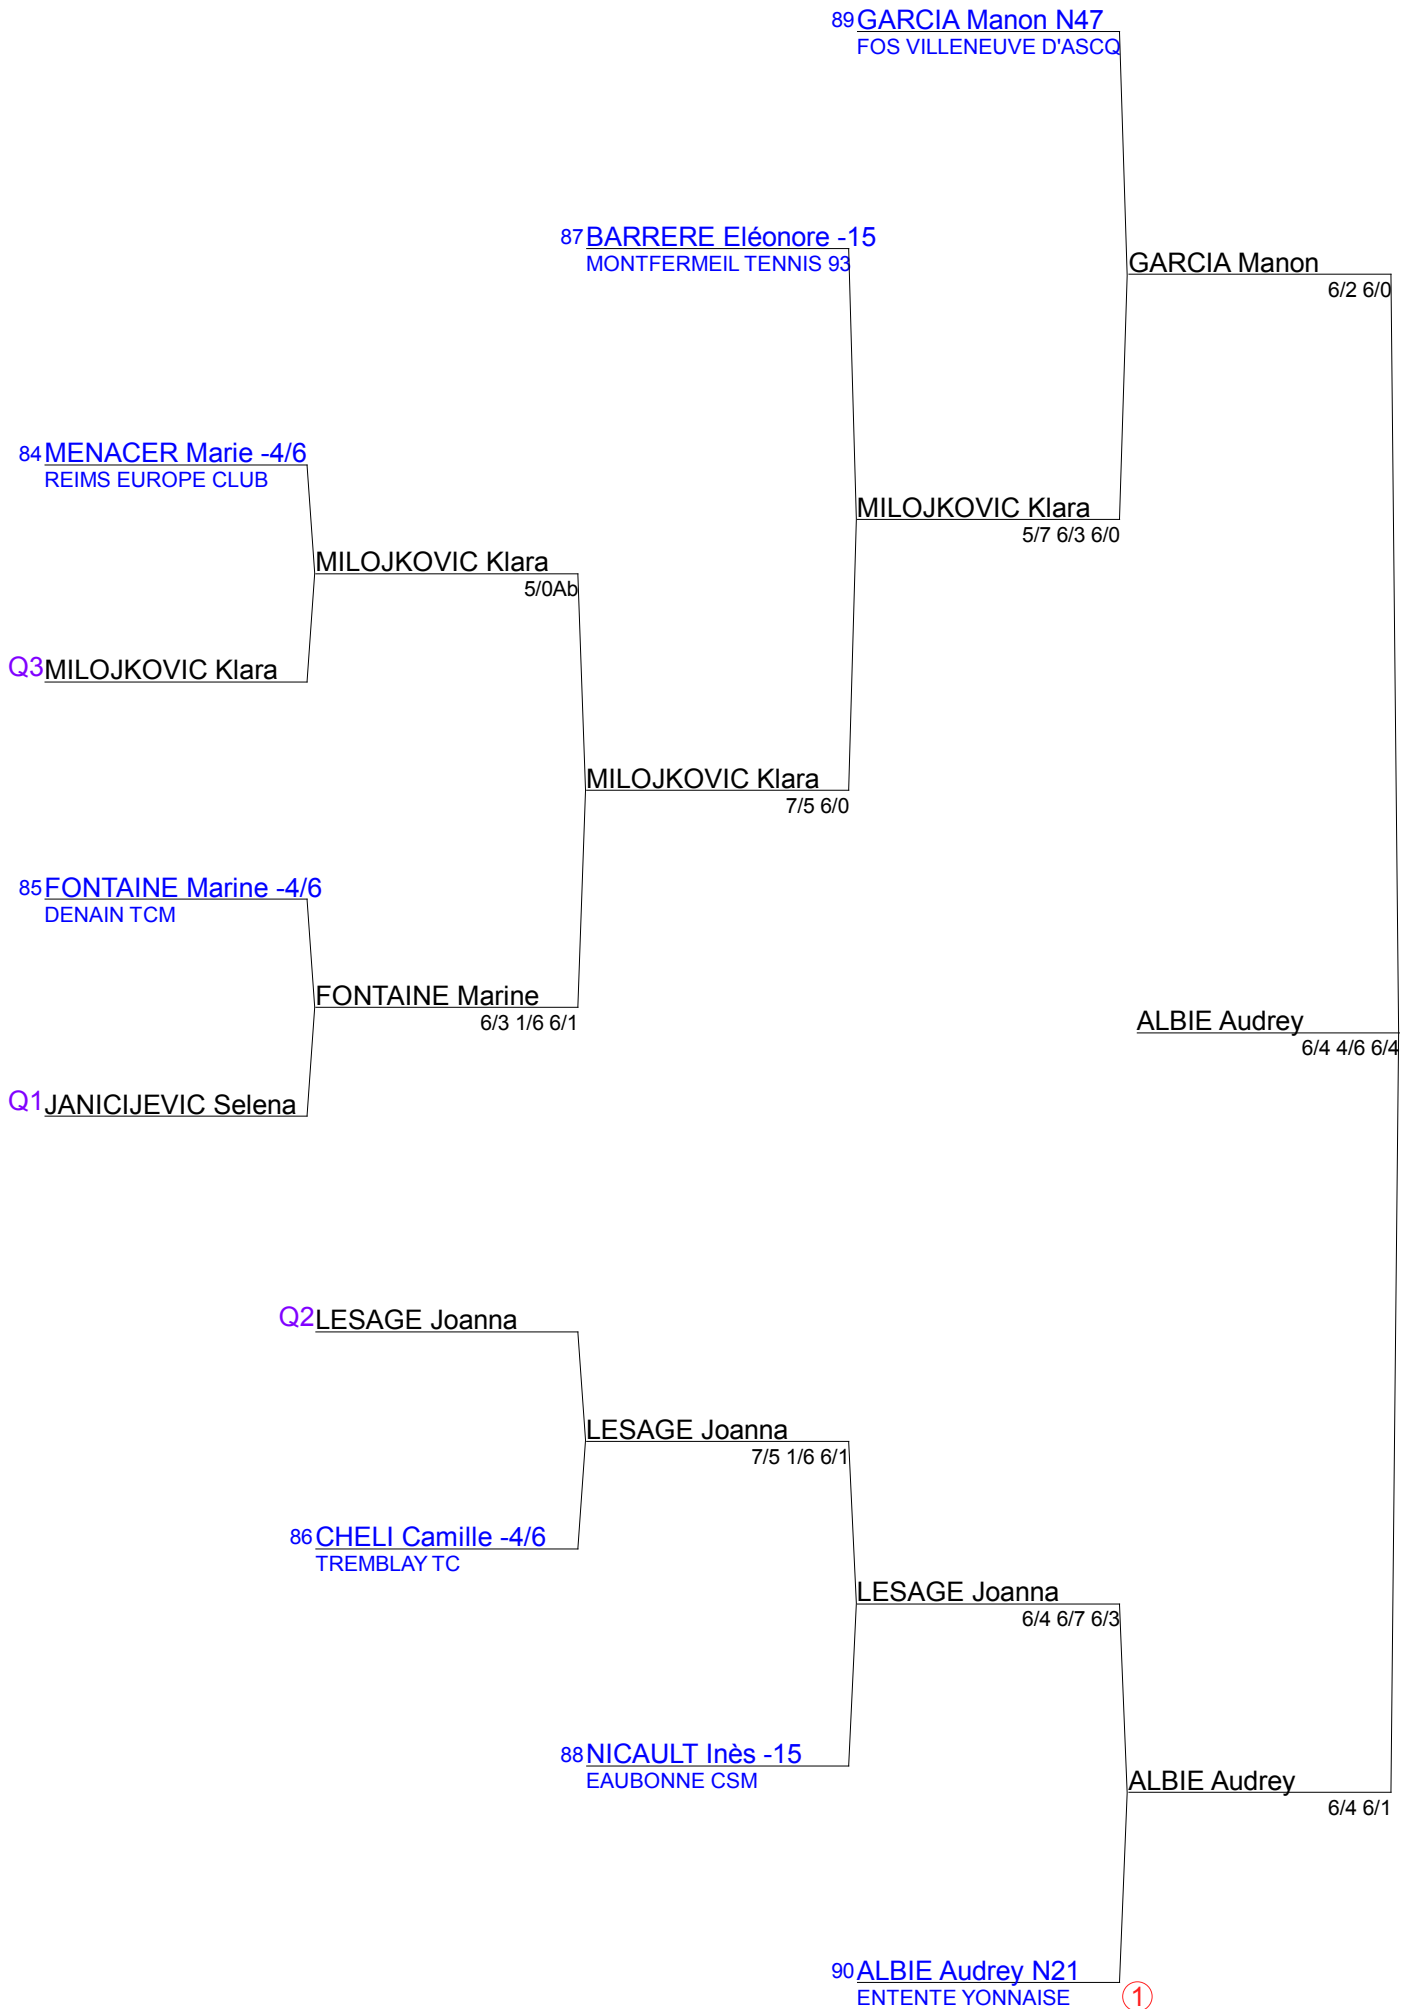 89 GARCIA Manon N47
FOS VILLENEUVE D'ASCQ
87 BARRERE Eléonore -15
MONTFERMEIL TENNIS 93
GARCIA Manon
6/2 6/0
84 MENACER Marie -4/6
REIMS EUROPE CLUB
MILOJKOVIC Klara
5/7 6/3 6/0
MILOJKOVIC Klara
5/0Ab
Q3 MILOJKOVIC Klara
MILOJKOVIC Klara
7/5 6/0
85 FONTAINE Marine -4/6
DENAIN TCM
FONTAINE Marine
6/3 1/6 6/1
ALBIE Audrey
6/4 4/6 6/4
Q1 JANICIJEVIC Selena
Q2 LESAGE Joanna
LESAGE Joanna
7/5 1/6 6/1
86 CHELI Camille -4/6
TREMBLAY TC
LESAGE Joanna
6/4 6/7 6/3
88 NICAULT Inès -15
EAUBONNE CSM
ALBIE Audrey
6/4 6/1
90 ALBIE Audrey N21
ENTENTE YONNAISE
1